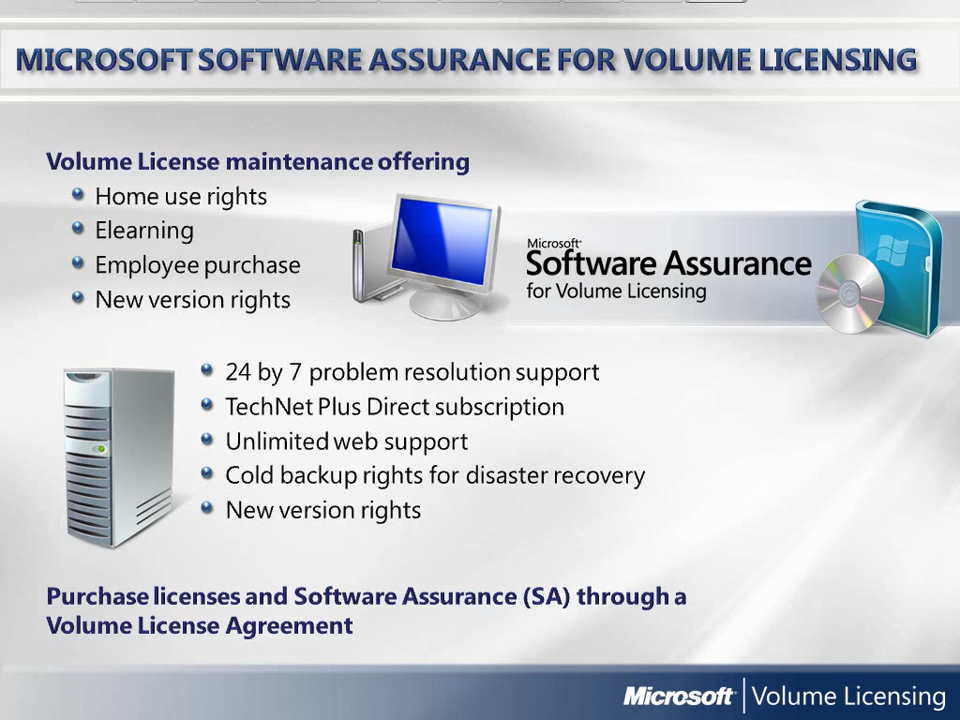 MICROSOFT SOFTWARE ASSURANCE FOR VOLUME LICENSING
Volume License maintenance offering
Home use rights
Elearning
Employee purchase
New version rights
Microsoft®
Software Assurance
for Volume Licensing
24 by 7 problem resolution support
TechNet Plus Direct subscription
Unlimited web support
Cold backup rights for disaster recovery
New version rights
Purchase licenses and Software Assurance (SA) through a
Volume License Agreement
Microsoft® | Volume Licensing